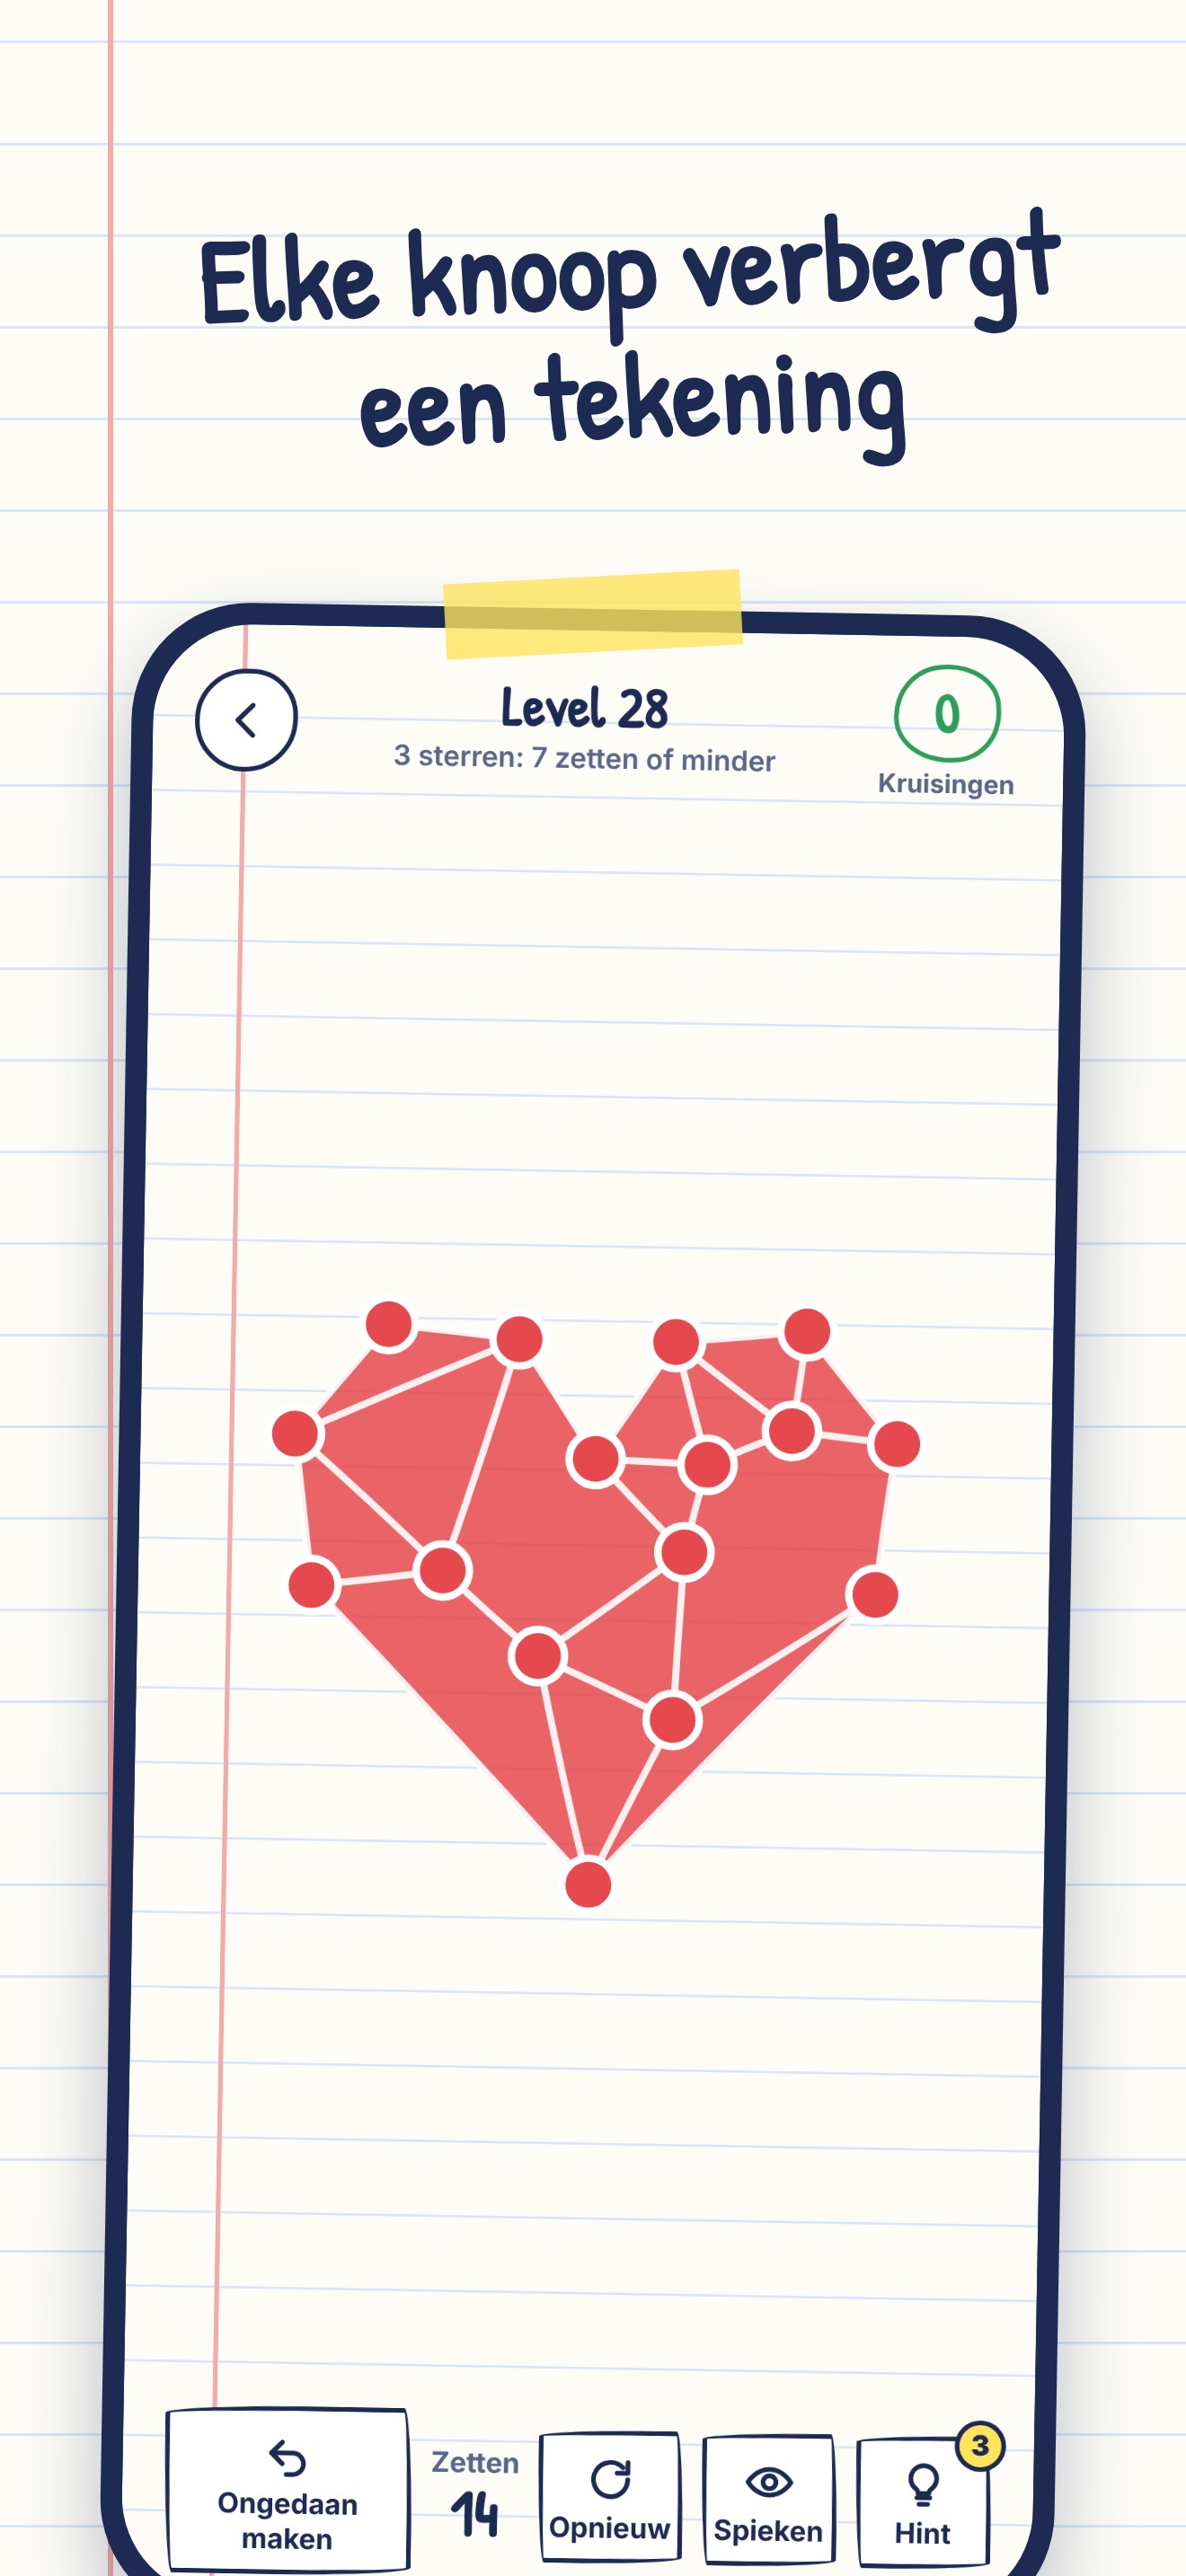 Elke knoop verbergt
een tekening
Level 28
3 sterren: 7 zetten of minder
0
Kruisingen
Ongedaan
maken
Zetten
14
Opnieuw
Spieken
3
Hint